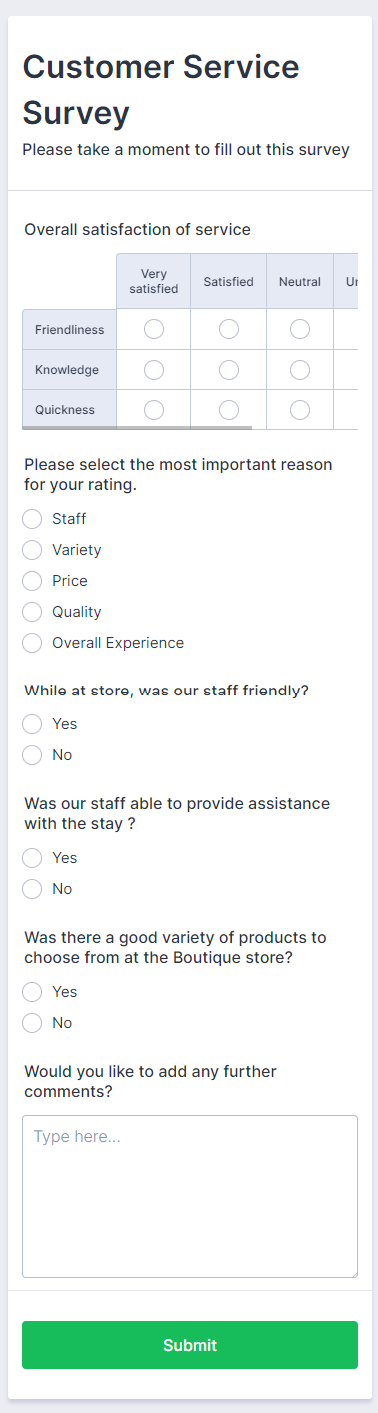 Customer Service
Survey
Please take a moment to fill out this survey
Overall satisfaction of service
Very
satisfied
Satisfied
Neutral
Friendliness
Knowledge
Quickness
Please select the most important reason
for your rating.
Staff
Variety
Price
Quality
Overall Experience
While at store, was our staff friendly?
Yes
No
Was our staff able to provide assistance
with the stay ?
Yes
No
Was there a good variety of products to
choose from at the Boutique store?
Yes
No
Would you like to add any further
comments?
Type here...
Submit